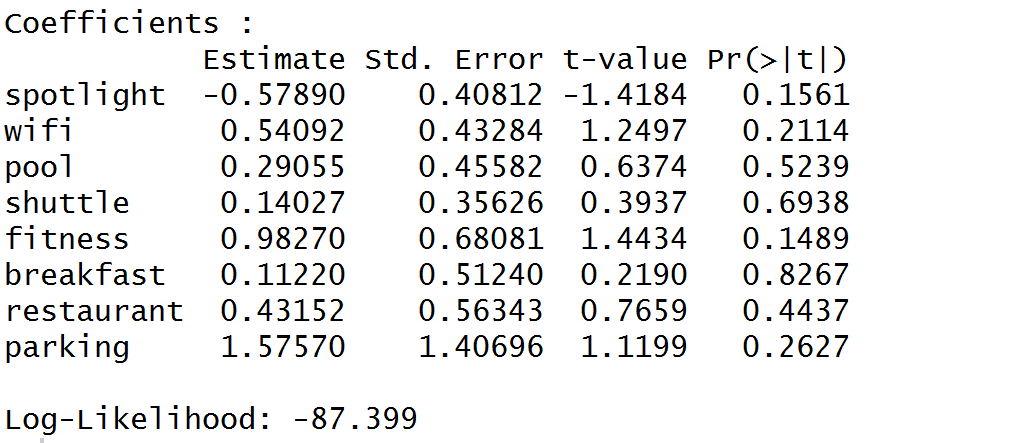 Coefficients :
Estimate Std. Error t-value Pr(>|t|)
spotlight -0.57890 0.40812 -1.4184 0.1561
wifi 0.54092 0.43284 1.2497 0.2114
pool 0.29055 0.45582 0.6374 0.5239
shuttle 0.14027 0.35626 0.3937 0.6938
fitness 0.98270 0.68081 1.4434 0.1489
breakfast 0.11220 0.51240 0.2190 0.8267
restaurant 0.43152 0.56343 0.7659 0.4437
parking 1.57570 1.40696 1.1199 0.2627
Log-Likelihood: -87.399